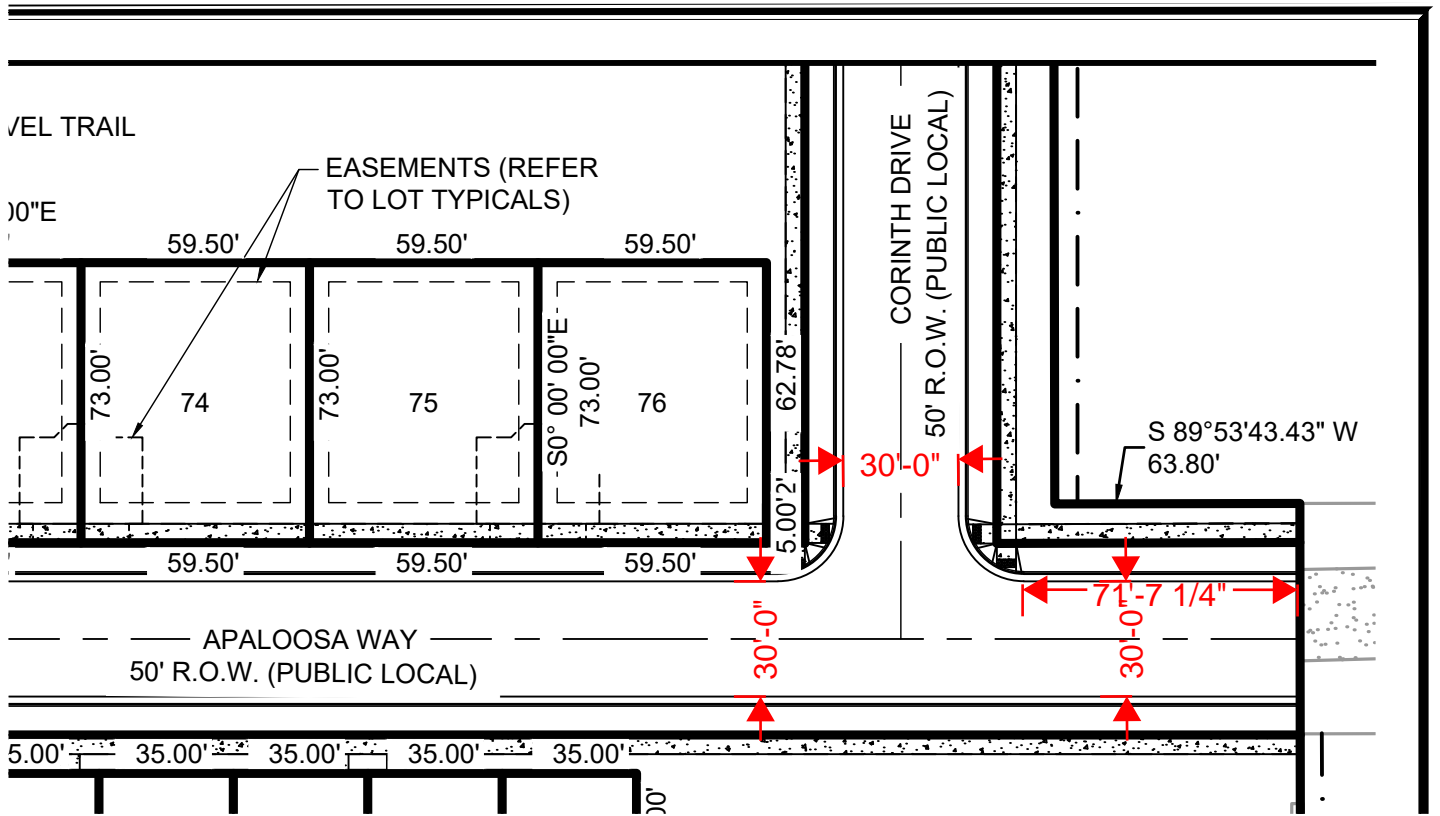 VEL TRAIL
EASEMENTS (REFER
TO LOT TYPICALS)
00"E
59.50'
59.50'
59.50'
CORINTH DRIVE
50' R.O.W. (PUBLIC LOCAL)
73.00'
74
73.00'
75
S0° 00' 00"E
73.00'
76
62.78'
S 89°53'43.43" W
63.80'
30'-0"
5.00'
2'
59.50'
59.50'
59.50'
71'-7 1/4"
30'-0"
30'-0"
APALOOSA WAY
50' R.O.W. (PUBLIC LOCAL)
5.00'
35.00'
35.00'
35.00'
35.00'
00'